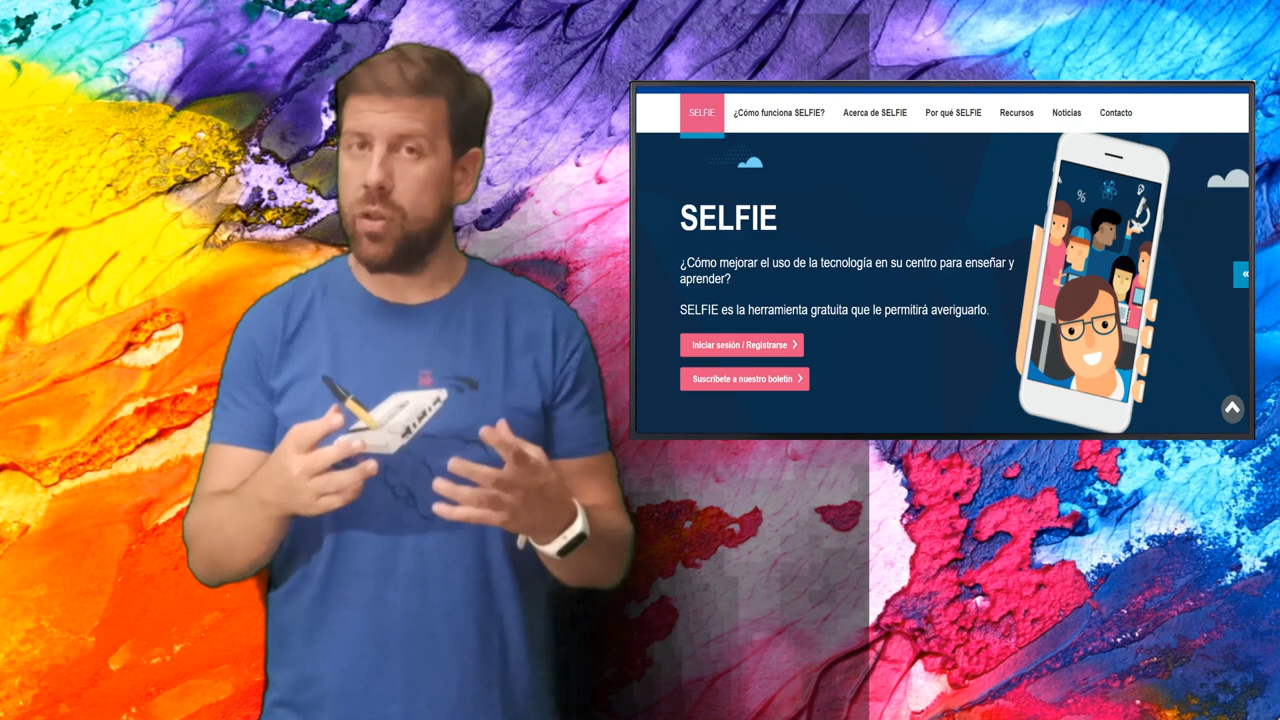 SELFIE
¿Cómo funciona SELFIE?
Acerca de SELFIE
Por qué SELFIE
Recursos
Noticias
Contacto
SELFIE
¿Cómo mejorar el uso de la tecnología en su centro para enseñar y
aprender?
SELFIE es la herramienta gratuita que le permitirá averiguarlo.
Iniciar sesión / Registrarse
Suscríbete a nuestro boletín
%